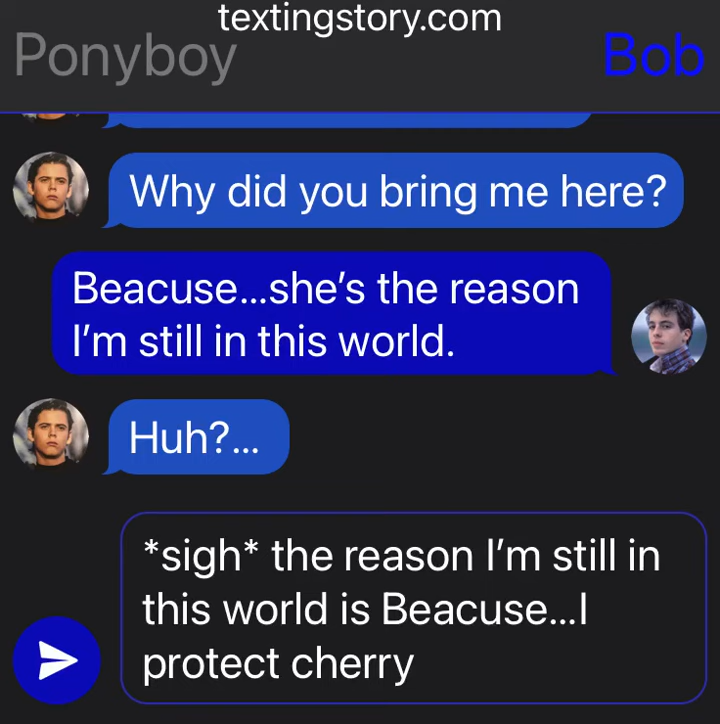 textingstory.com
Ponyboy
Bob
Why did you bring me here?
Beacuse...she's the reason
I'm still in this world.
Huh?...
*sigh* the reason I'm still in
this world is Beacuse...I
protect cherry